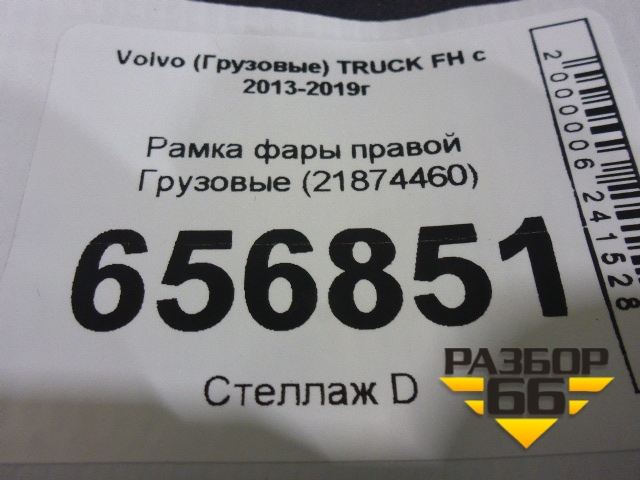 Volvo (Грузовые) TRUCK FH с
2013-2019г
Рамка фары правой
Грузовые (21874460)
656851
Стеллаж D
2000006241528
РАЗБОР
66